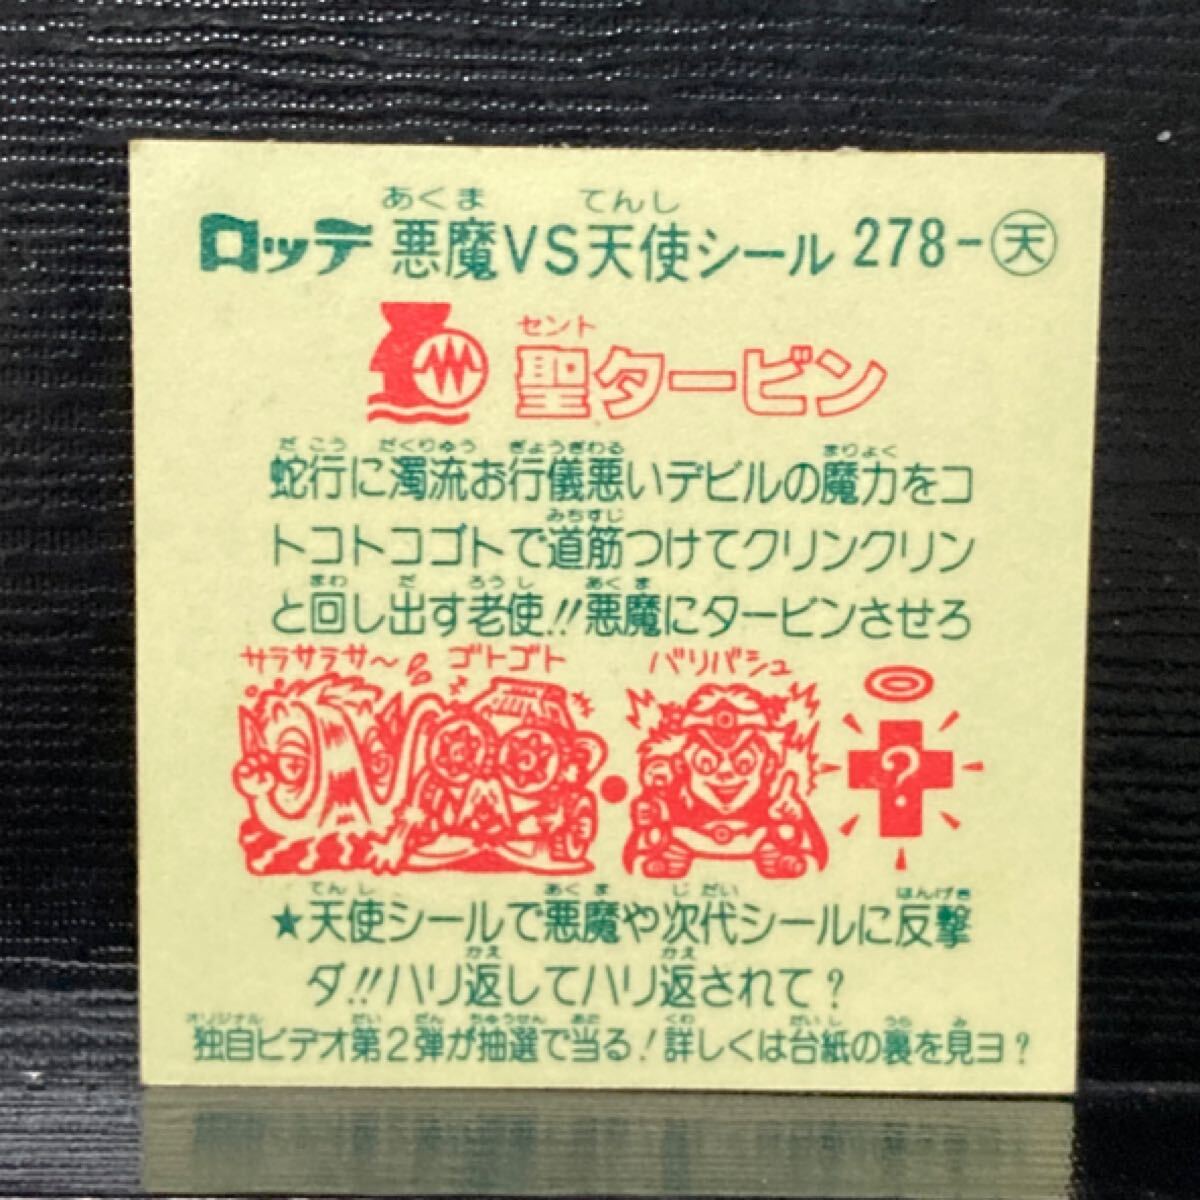 あくま てんし
ロッテ 悪魔VS天使シール 278-天
セント
聖タービン
だこう だくりゅう ぎょうぎわる まりょく
蛇行に濁流お行儀悪いデビルの魔力をコ
みちすじ
トコトコゴトで道筋つけてクリンクリン
まわ だ ろうし あくま
と回し出す老使!!悪魔にタービンさせろ
サラサラサ〜 ゴトゴト バリバシュ
?
てんし あくま じだい はんげき
★天使シールで悪魔や次代シールに反撃
かえ かえ
ダ!!ハリ返してハリ返されて?
オリジナル だい だん ちゅうせん あた くわ だいし うら み
独自ビデオ第2弾が抽選で当る!詳しくは台紙の裏を見ヨ?